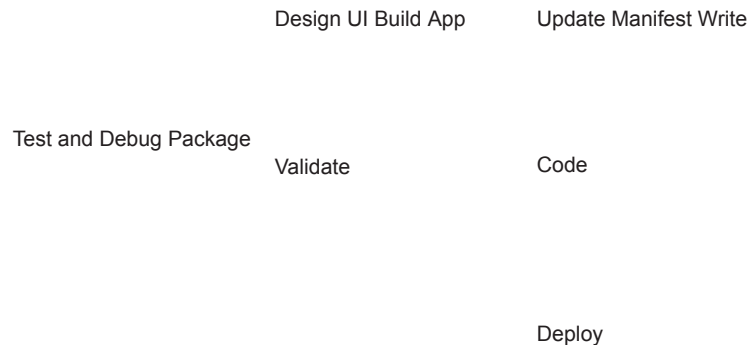 Design UI Build App
Update Manifest Write
Test and Debug Package
Validate
Code
Deploy